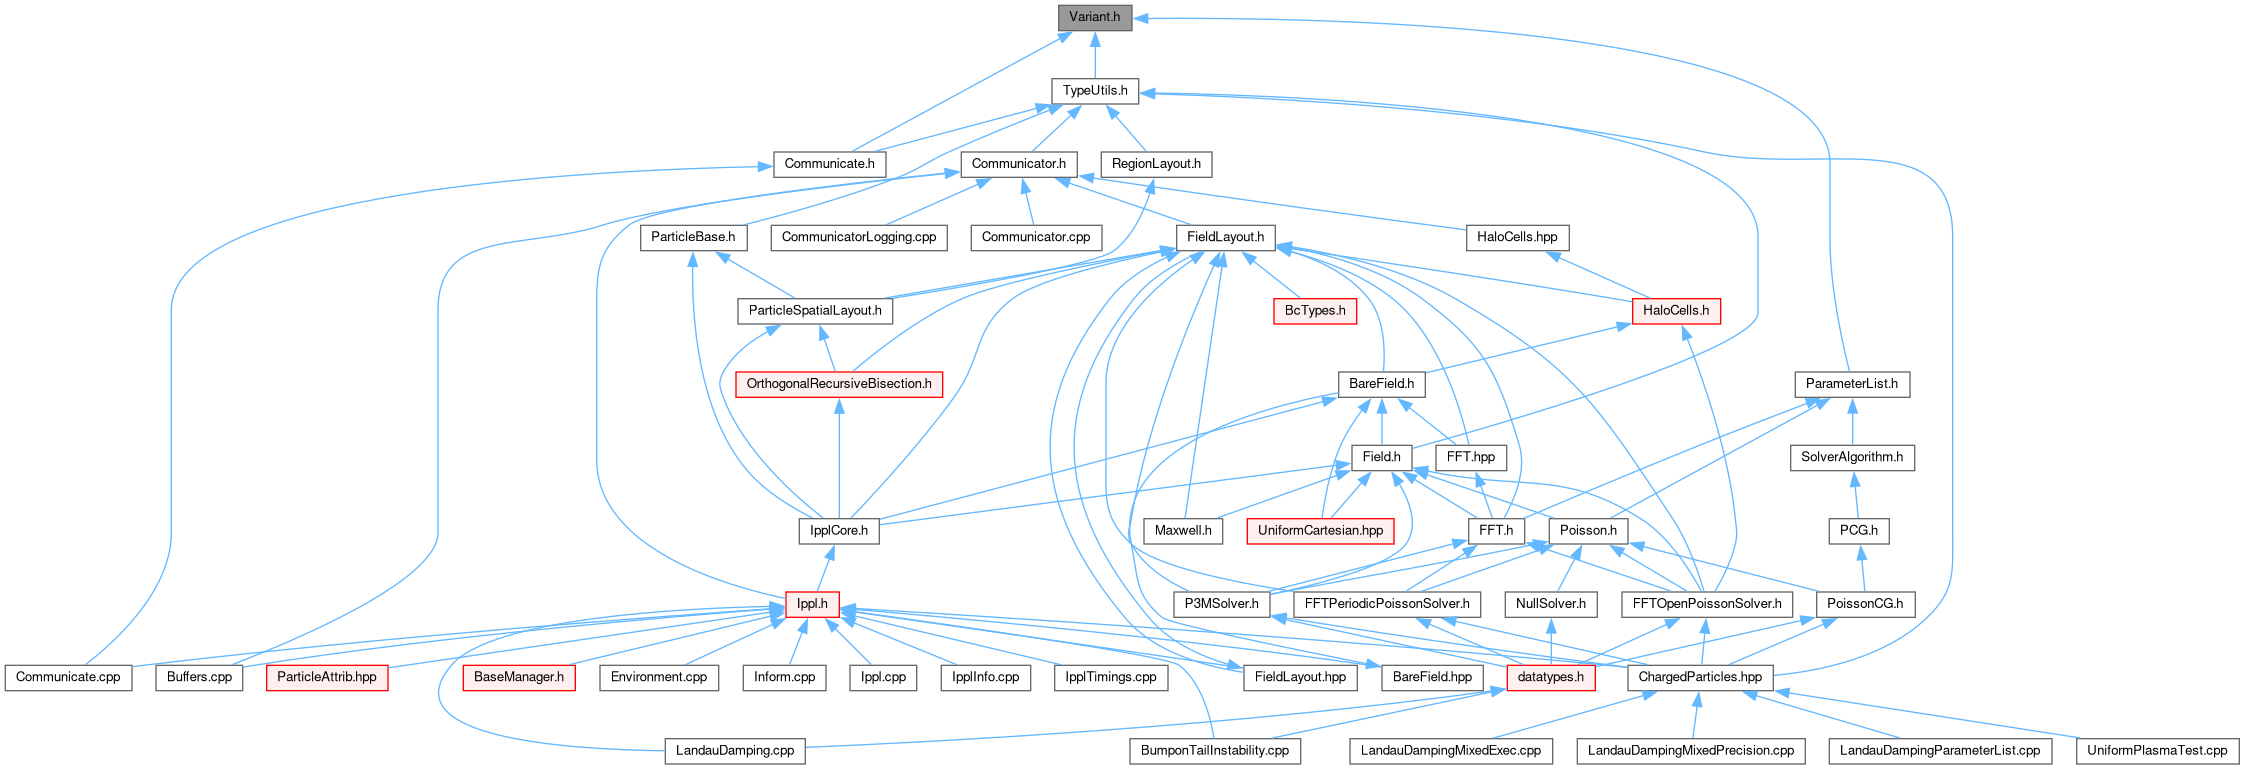 Variant.h
TypeUtils.h
Communicate.h
Communicator.h
RegionLayout.h
ParticleBase.h
CommunicatorLogging.cpp
Communicator.cpp
FieldLayout.h
HaloCells.hpp
ParticleSpatialLayout.h
BcTypes.h
HaloCells.h
OrthogonalRecursiveBisection.h
BareField.h
ParameterList.h
Field.h
FFT.hpp
SolverAlgorithm.h
IpplCore.h
Maxwell.h
UniformCartesian.hpp
FFT.h
Poisson.h
PCG.h
Ippl.h
P3MSolver.h
FFTPeriodicPoissonSolver.h
NullSolver.h
FFTOpenPoissonSolver.h
PoissonCG.h
Communicate.cpp
Buffers.cpp
ParticleAttrib.hpp
BaseManager.h
Environment.cpp
Inform.cpp
Ippl.cpp
IpplInfo.cpp
IpplTimings.cpp
FieldLayout.hpp
BareField.hpp
datatypes.h
ChargedParticles.hpp
LandauDamping.cpp
BumponTailInstability.cpp
LandauDampingMixedExec.cpp
LandauDampingMixedPrecision.cpp
LandauDampingParameterList.cpp
UniformPlasmaTest.cpp